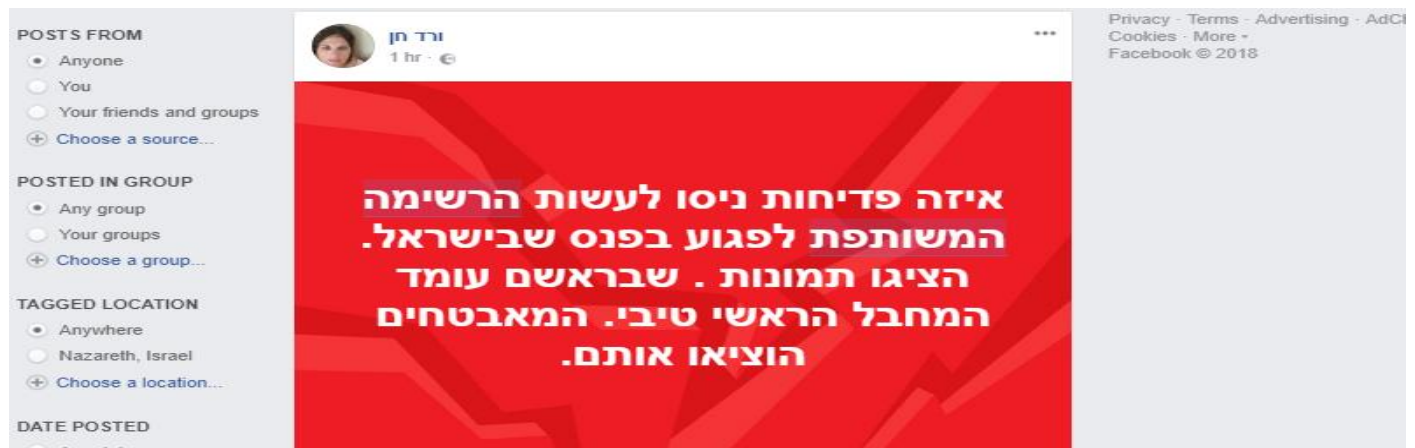 POSTS FROM
Anyone
You
Your friends and groups
Choose a source...
POSTED IN GROUP
Any group
Your groups
Choose a group...
TAGGED LOCATION
Anywhere
Nazareth, Israel
Choose a location...
DATE POSTED
ורד חן
1 hr ·
איזה פדיחות ניסו לעשות הרשימה
המשותפת לפגוע בפנס שבישראל.
הציגו תמונות . שבראשם עומד
המחבל הראשי טיבי. המאבטחים
הוציאו אותם.
Privacy · Terms · Advertising ·
Cookies · More
Facebook © 2018